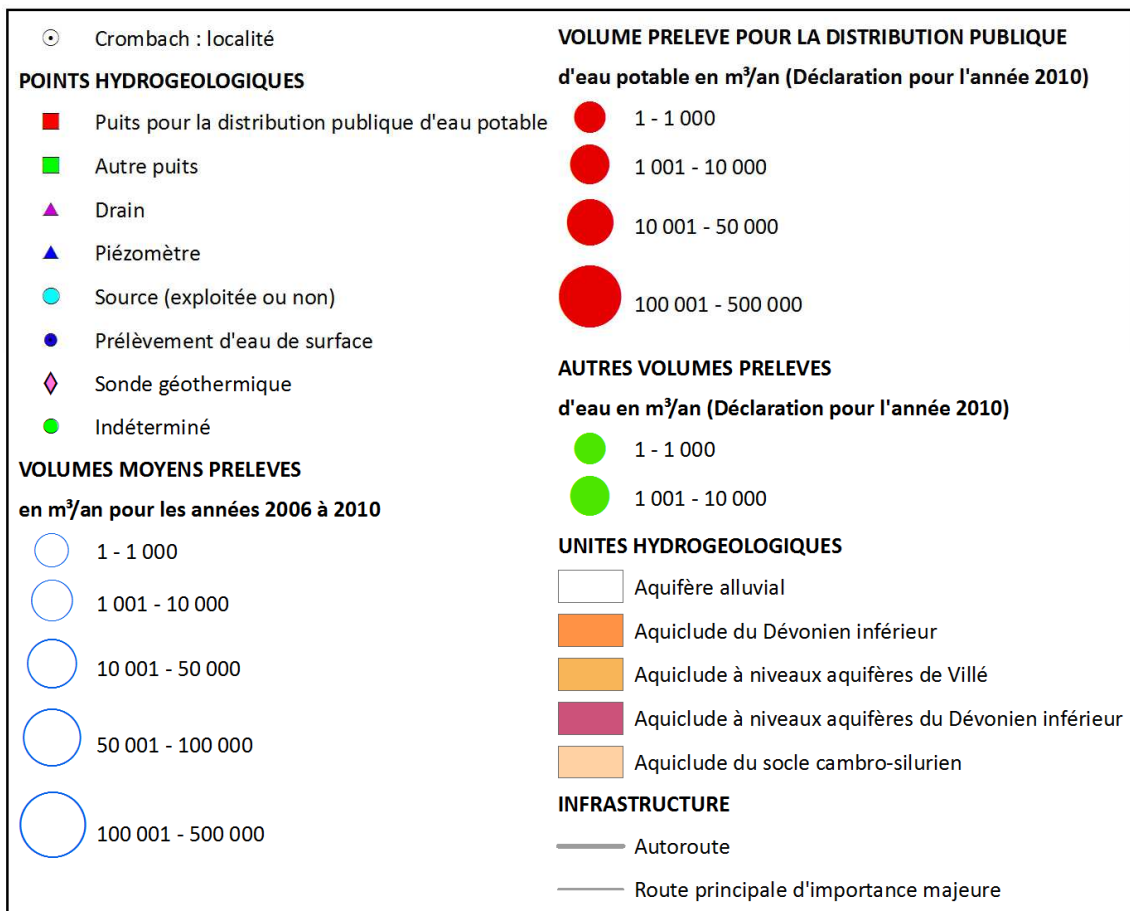 Crombach : localité
POINTS HYDROGEOLOGIQUES
Puits pour la distribution publique d'eau potable
Autre puits
Drain
Piézomètre
Source (exploitée ou non)
Prélèvement d'eau de surface
Sonde géothermique
Indéterminé
VOLUMES MOYENS PRELEVES
en m³/an pour les années 2006 à 2010
1 - 1 000
1 001 - 10 000
10 001 - 50 000
50 001 - 100 000
100 001 - 500 000
VOLUME PRELEVE POUR LA DISTRIBUTION PUBLIQUE
d'eau potable en m³/an (Déclaration pour l'année 2010)
1 - 1 000
1 001 - 10 000
10 001 - 50 000
100 001 - 500 000
AUTRES VOLUMES PRELEVES
d'eau en m³/an (Déclaration pour l'année 2010)
1 - 1 000
1 001 - 10 000
UNITES HYDROGEOLOGIQUES
Aquifère alluvial
Aquiclude du Dévonien inférieur
Aquiclude à niveaux aquifères de Villé
Aquiclude à niveaux aquifères du Dévonien inférieur
Aquiclude du socle cambro-silurien
INFRASTRUCTURE
Autoroute
Route principale d'importance majeure